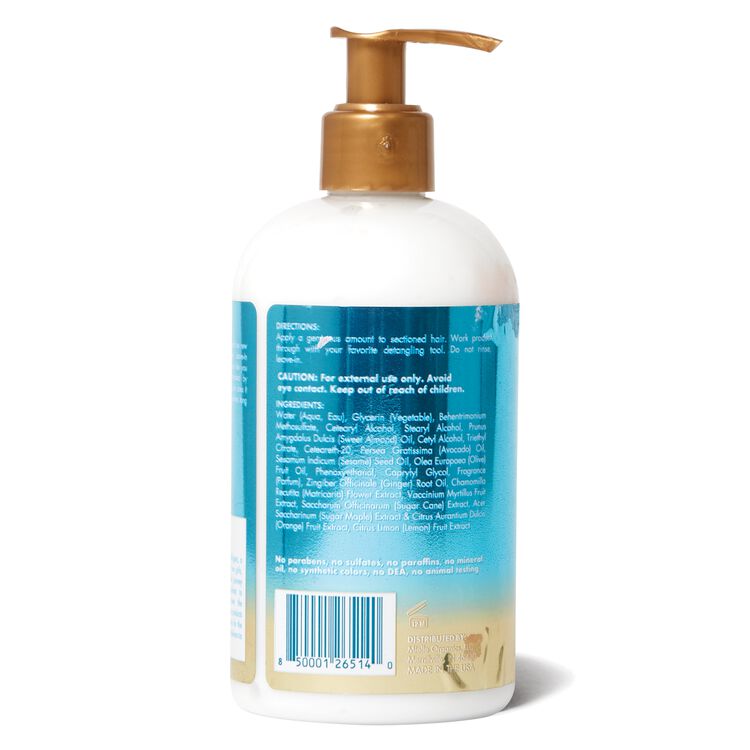 DIRECTIONS:
Apply a generous amount to sectioned hair. Work product
through with your favorite detangling tool. Do not rinse,
leave-in.
CAUTION: For external use only. Avoid
eye contact. Keep out of reach of children.
INGREDIENTS:
Water (Aqua, Eau), Glycerin (Vegetable), Behentrimonium
Methosulfate, Cetearyl Alcohol, Stearyl Alcohol, Prunus
Amygdalus Dulcis (Sweet Almond) Oil, Cetyl Alcohol, Triethyl
Citrate, Ceteareth-20, Persea Gratissima (Avocado) Oil,
Sesamum Indicum (Sesame) Seed Oil, Olea Europaea (Olive)
Fruit Oil, Phenoxyethanol, Caprylyl Glycol, Fragrance
(Parfum), Zingiber Officinale (Ginger) Root Oil, Chamomilla
Recutita (Matricaria) Flower Extract, Vaccinium Myrtillus Fruit
Extract, Saccharum Officinarum (Sugar Cane) Extract, Acer
Saccharinum (Sugar Maple) Extract & Citrus Aurantium Dulcis
(Orange) Fruit Extract, Citrus Limon (Lemon) Fruit Extract
No parabens, no sulfates, no paraffins, no mineral
oil, no synthetic colors, no DEA, no animal testing.
8 50001 26514 0
12M
DISTRIBUTED BY:
Mielle Organics
MADE IN THE USA